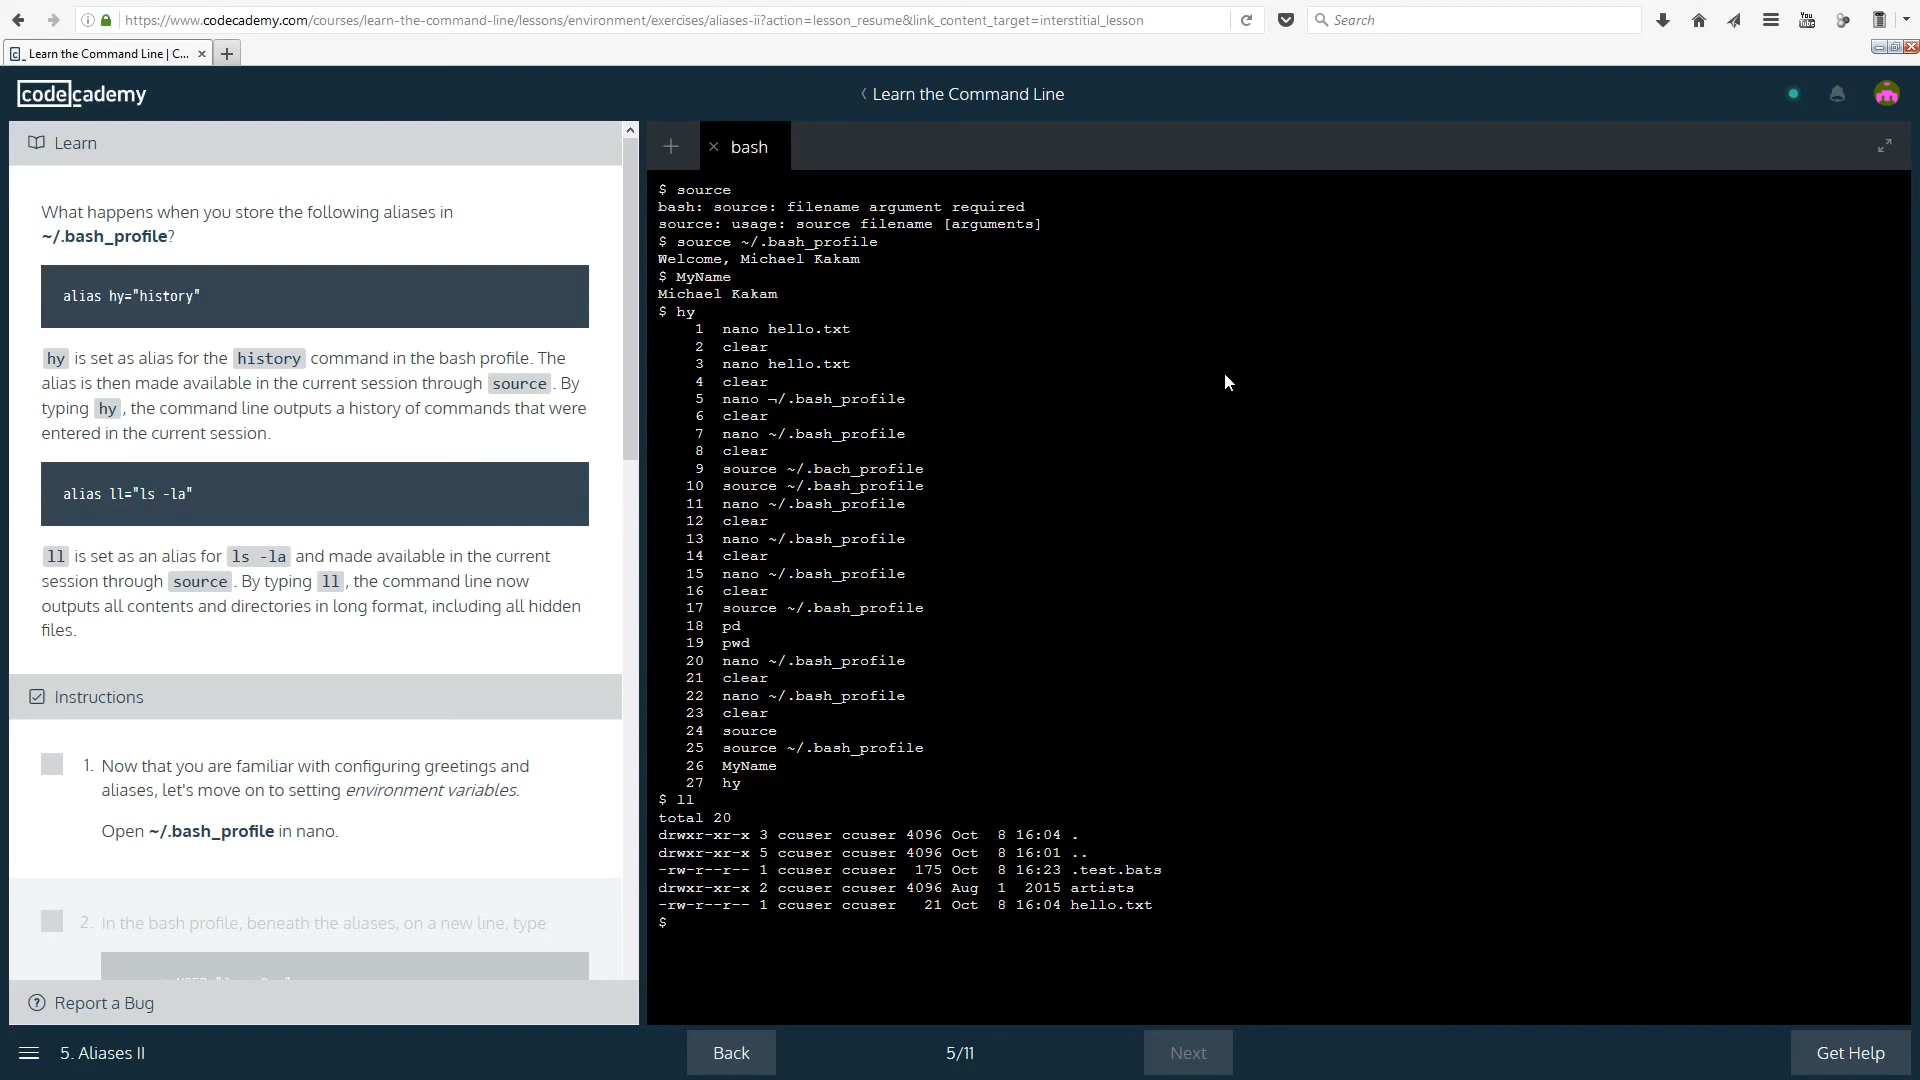 https://www.codecademy.com/courses/learn-the-command-line/lessons/environment/exercises/aliases-ii?action=lesson_resume&link_content_target=interstitial_lesson
Search
You
Learn the Command Line | C...
codecademy
Learn the Command Line
Learn
What happens when you store the following aliases in
~/.bash_profile?
alias hy="history"
hy is set as alias for the history command in the bash profile. The
alias is then made available in the current session through source. By
typing hy, the command line outputs a history of commands that were
entered in the current session.
alias ll="ls -la"
ll is set as an alias for ls -la and made available in the current
session through source. By typing ll, the command line now
outputs all contents and directories in long format, including all hidden
files.
Instructions
1. Now that you are familiar with configuring greetings and
aliases, let's move on to setting environment variables.
Open ~/.bash_profile in nano.
2. In the bash profile, beneath the aliases, on a new line, type
Report a Bug
bash
$ source
bash: source: filename argument required
source: usage: source filename [arguments]
$ source ~/.bash_profile
Welcome, Michael Kakam
$ MyName
Michael Kakam
$ hy
1 nano hello.txt
2 clear
3 nano hello.txt
4 clear
5 nano ¬/.bash_profile
6 clear
7 nano ~/.bash_profile
8 clear
9 source ~/.bach_profile
10 source ~/.bash_profile
11 nano ~/.bash_profile
12 clear
13 nano ~/.bash_profile
14 clear
15 nano ~/.bash_profile
16 clear
17 source ~/.bash_profile
18 pd
19 pwd
20 nano ~/.bash_profile
21 clear
22 nano ~/.bash_profile
23 clear
24 source
25 source ~/.bash_profile
26 MyName
27 hy
$ ll
total 20
drwxr-xr-x 3 ccuser ccuser 4096 Oct 8 16:04 .
drwxr-xr-x 5 ccuser ccuser 4096 Oct 8 16:01 ..
-rw-r--r-- 1 ccuser ccuser 175 Oct 8 16:23 .test.bats
drwxr-xr-x 2 ccuser ccuser 4096 Aug 1 2015 artists
-rw-r--r-- 1 ccuser ccuser 21 Oct 8 16:04 hello.txt
$
5. Aliases II
Back
5/11
Next
Get Help